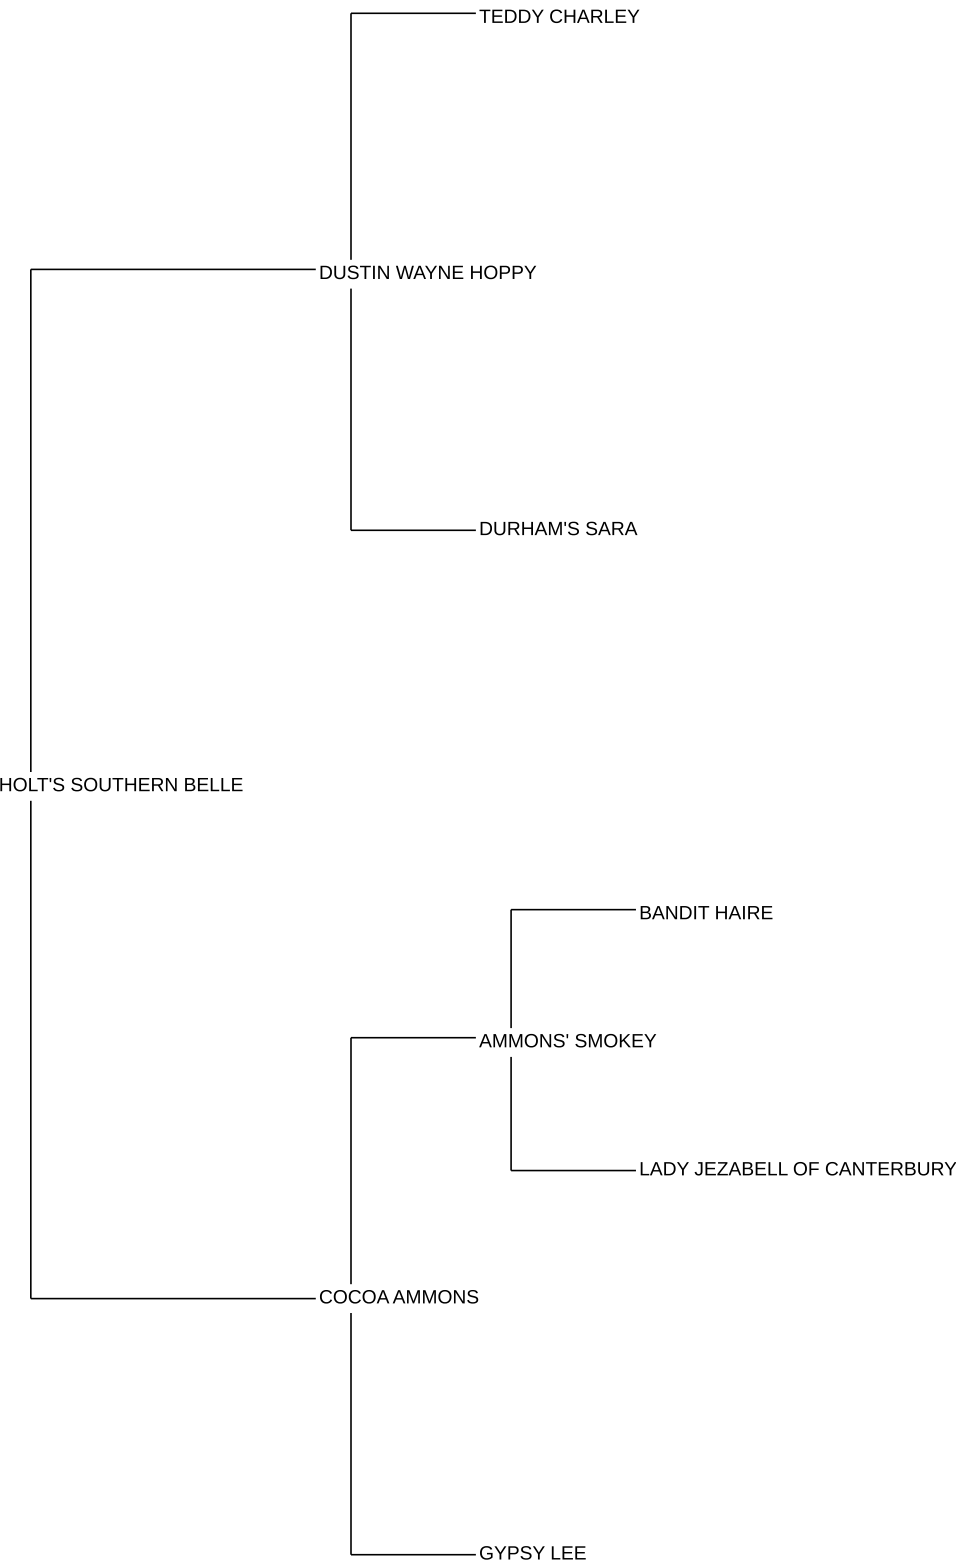 TEDDY CHARLEY
DUSTIN WAYNE HOPPY
DURHAM'S SARA
HOLT'S SOUTHERN BELLE
BANDIT HAIRE
AMMONS' SMOKEY
LADY JEZABELL OF CANTERBURY
COCOA AMMONS
GYPSY LEE